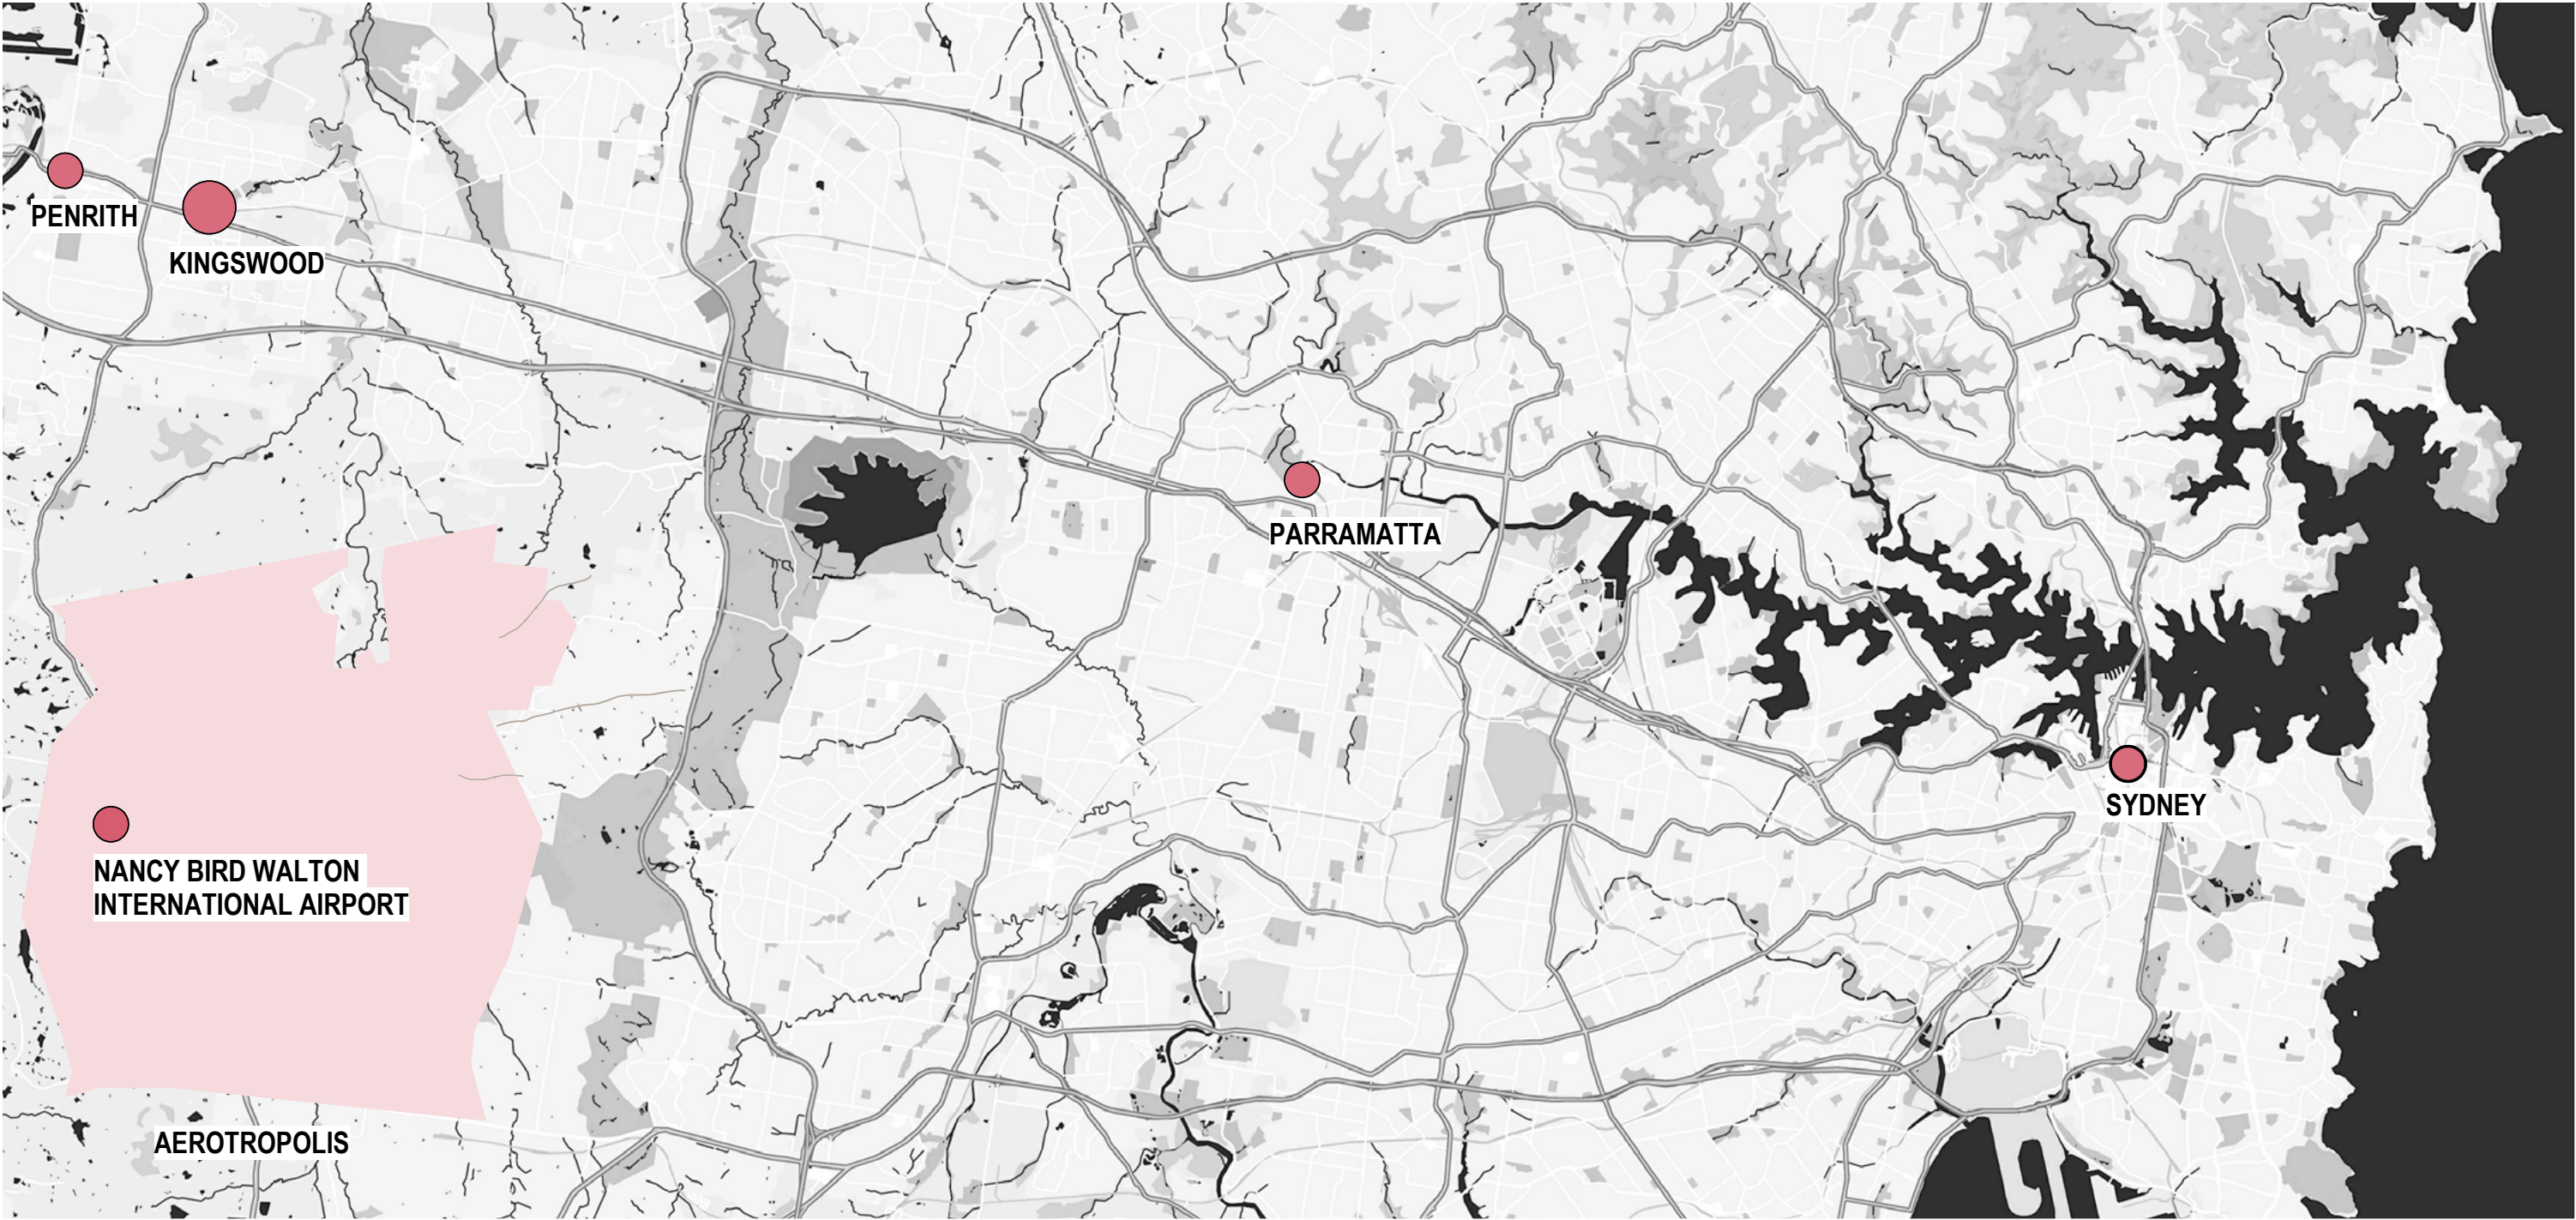 PENRITH
KINGSWOOD
PARRAMATTA
SYDNEY
NANCY BIRD WALTON
INTERNATIONAL AIRPORT
AEROTROPOLIS